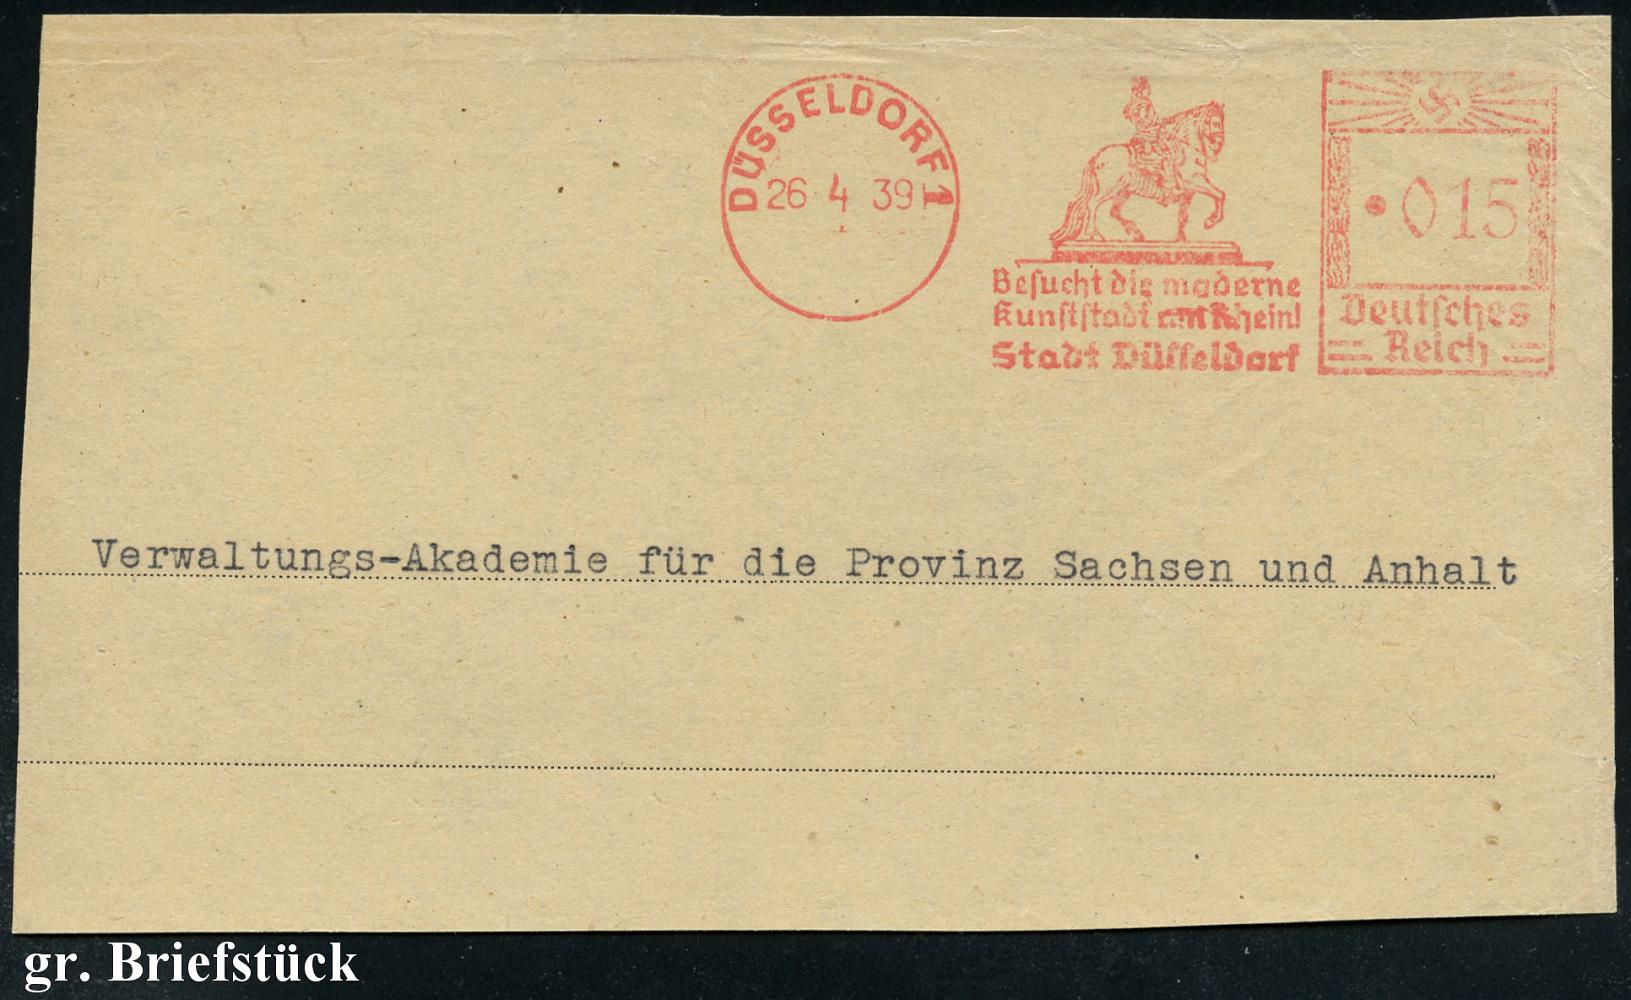 DÜSSELDORF 1
26 4 39
Besucht die moderne
Kunststadt am Rhein!
Stadt Düsseldorf
015
Deutsches
Reich
Verwaltungs-Akademie für die Provinz Sachsen und Anhalt
gr. Briefstück